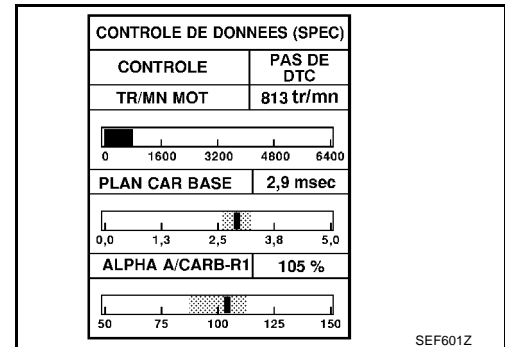 CONTROLE DE DONNEES (SPEC)
CONTROLE PAS DE DTC
TR/MN MOT 813 tr/mn
0 1600 3200 4800 6400
PLAN CAR BASE 2,9 msec
0,0 1,3 2,5 3,8 5,0
ALPHA A/CARB-R1 105 %
50 75 100 125 150
SEF601Z